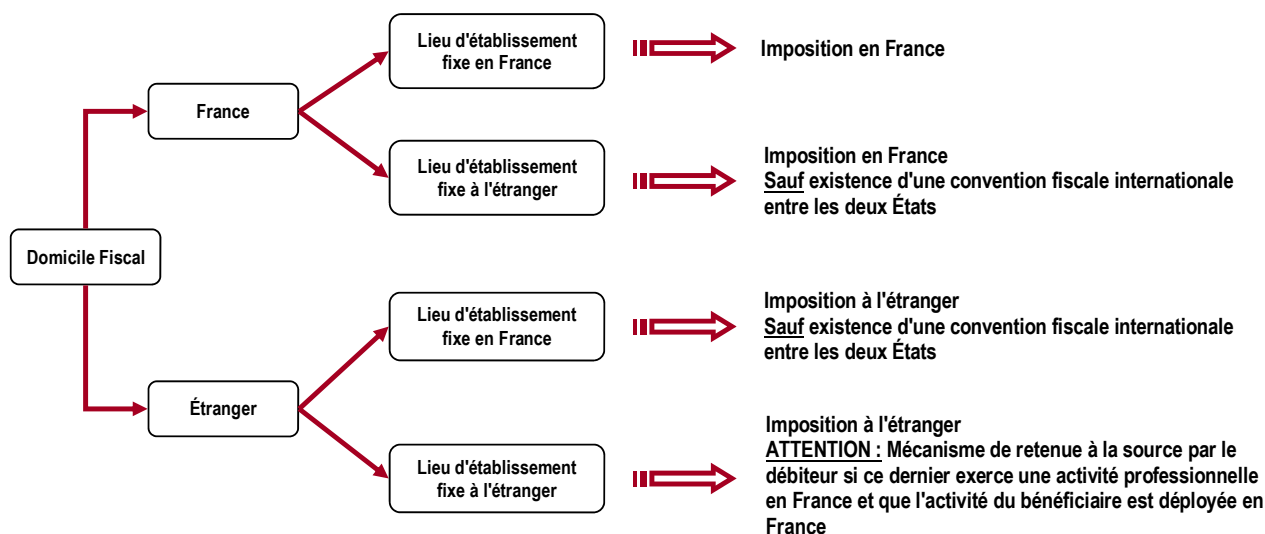 Lieu d'établissement
fixe en France
Imposition en France
France
Lieu d'établissement
fixe à l'étranger
Imposition en France
Sauf existence d'une convention fiscale internationale
entre les deux États
Domicile Fiscal
Lieu d'établissement
fixe en France
Imposition à l'étranger
Sauf existence d'une convention fiscale internationale
entre les deux États
Étranger
Lieu d'établissement
fixe à l'étranger
Imposition à l'étranger
ATTENTION : Mécanisme de retenue à la source par le
débiteur si ce dernier exerce une activité professionnelle
en France et que l'activité du bénéficiaire est déployée en
France